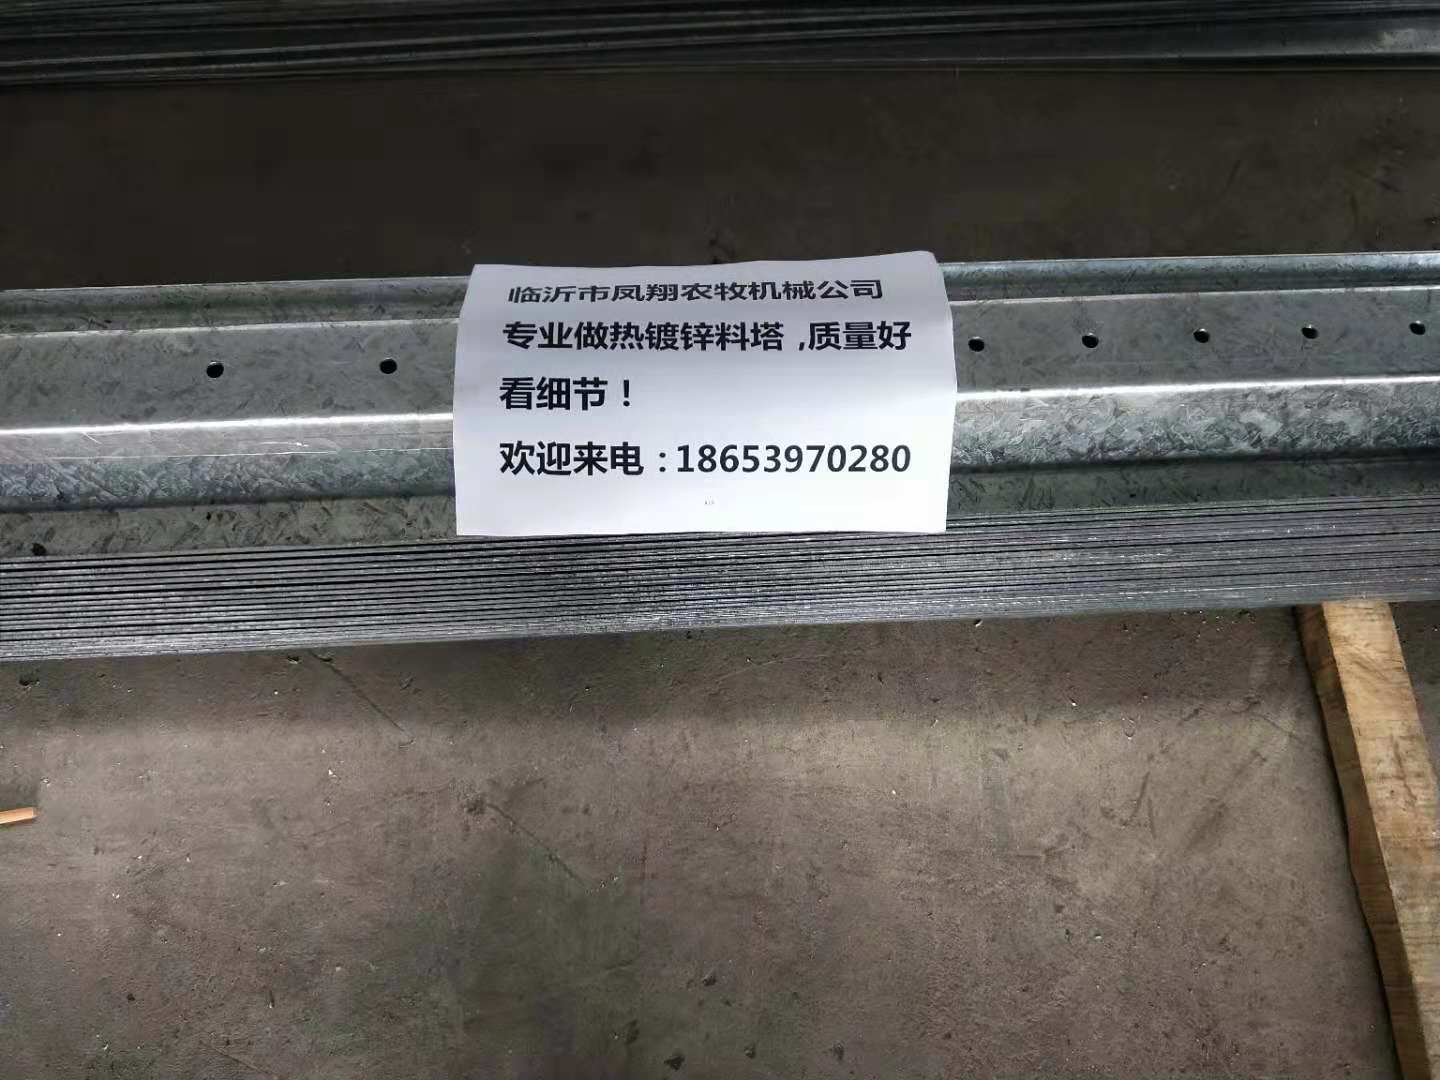 临沂市凤翔农牧机械公司
专业做热镀锌料塔,质量好
看细节！
欢迎来电：18653970280